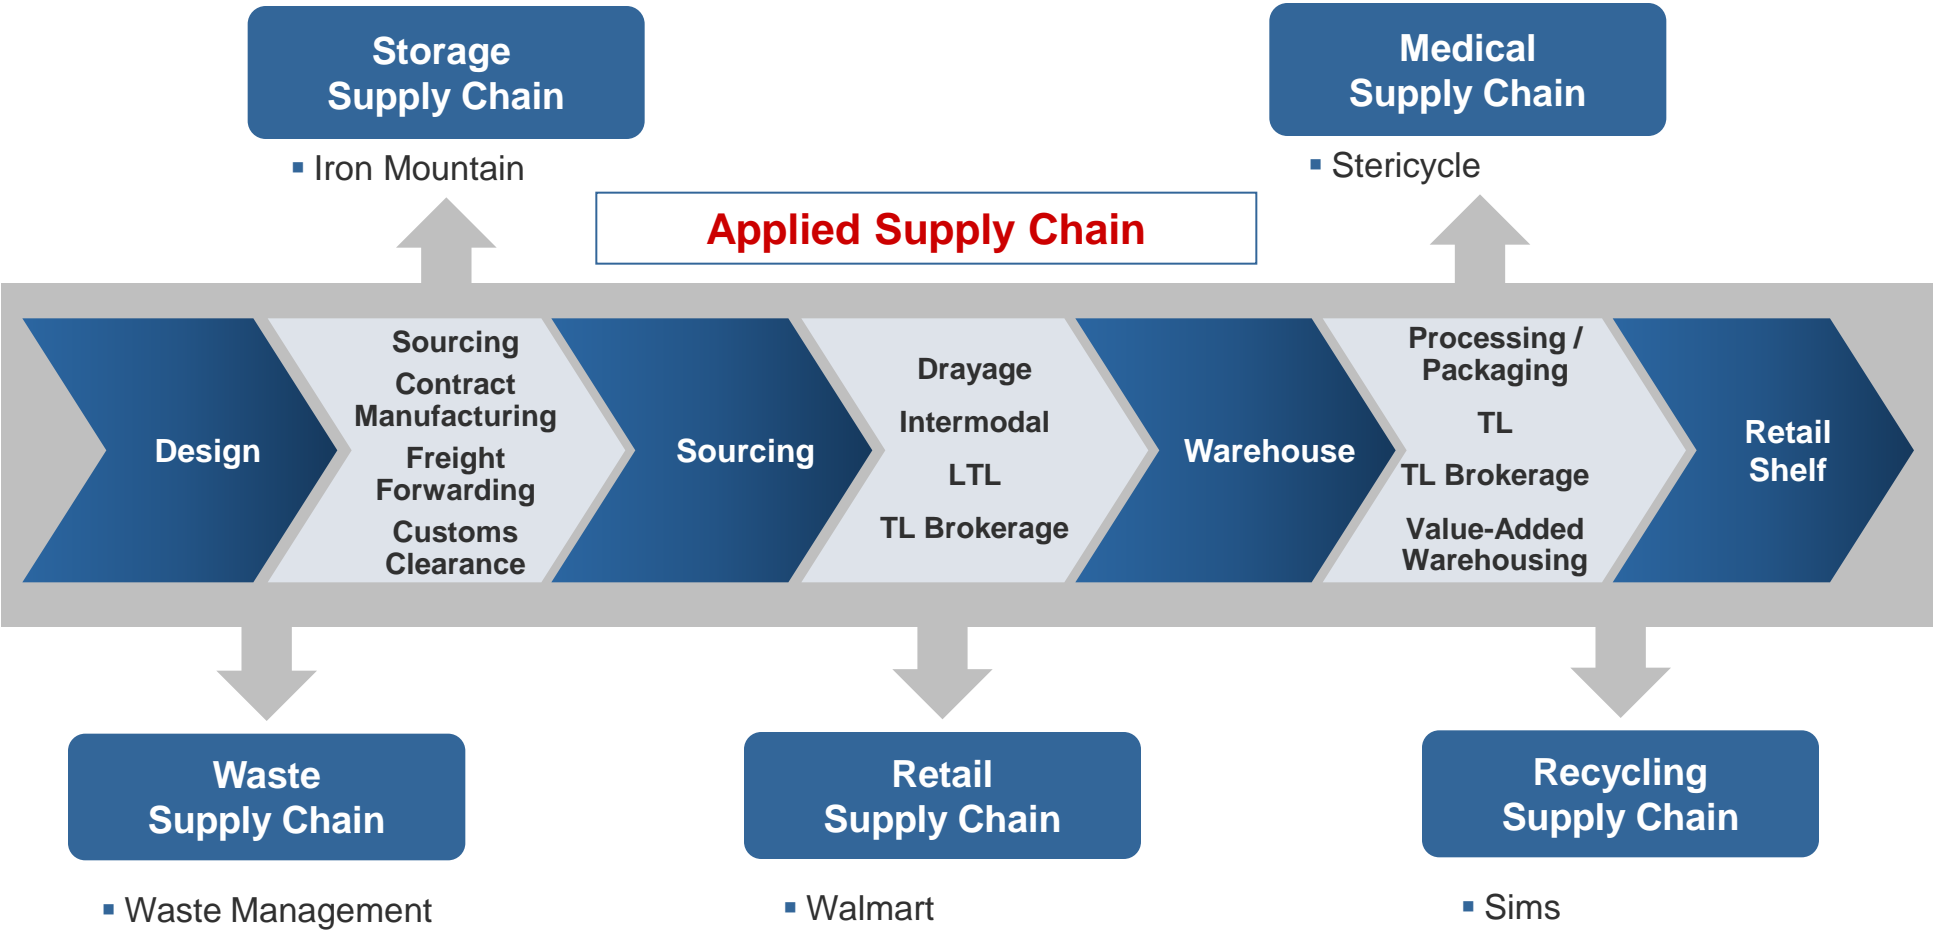 Storage
Supply Chain
▪ Iron Mountain
Medical
Supply Chain
▪ Stericycle
Applied Supply Chain
Design
Sourcing
Contract
Manufacturing
Freight
Forwarding
Customs
Clearance
Sourcing
Drayage
Intermodal
LTL
TL Brokerage
Warehouse
Processing /
Packaging
TL
TL Brokerage
Value-Added
Warehousing
Retail
Shelf
Waste
Supply Chain
▪ Waste Management
Retail
Supply Chain
▪ Walmart
Recycling
Supply Chain
▪ Sims